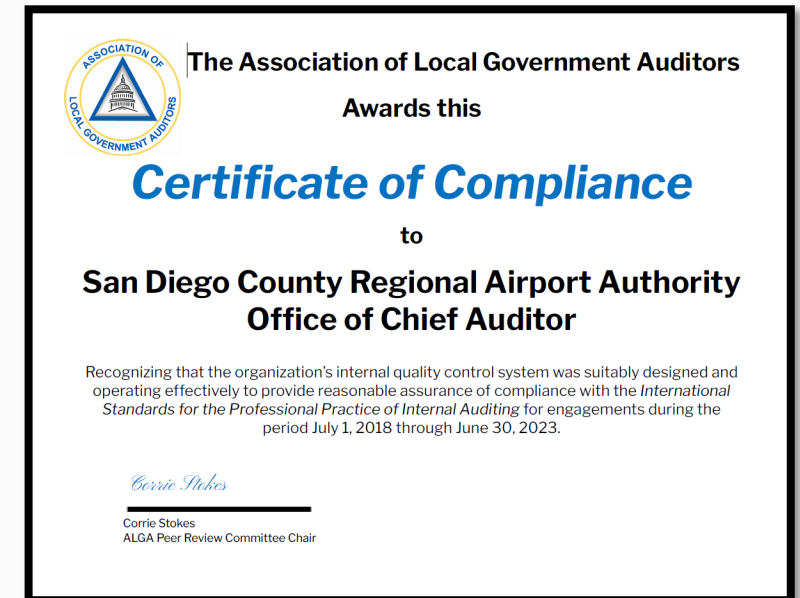 ASSOCIATION OF
LOCAL GOVERNMENT AUDITORS
The Association of Local Government Auditors
Awards this
Certificate of Compliance
to
San Diego County Regional Airport Authority
Office of Chief Auditor
Recognizing that the organization’s internal quality control system was suitably designed and
operating effectively to provide reasonable assurance of compliance with the International
Standards for the Professional Practice of Internal Auditing for engagements during the
period July 1, 2018 through June 30, 2023.
Corrie Stokes
Corrie Stokes
ALGA Peer Review Committee Chair